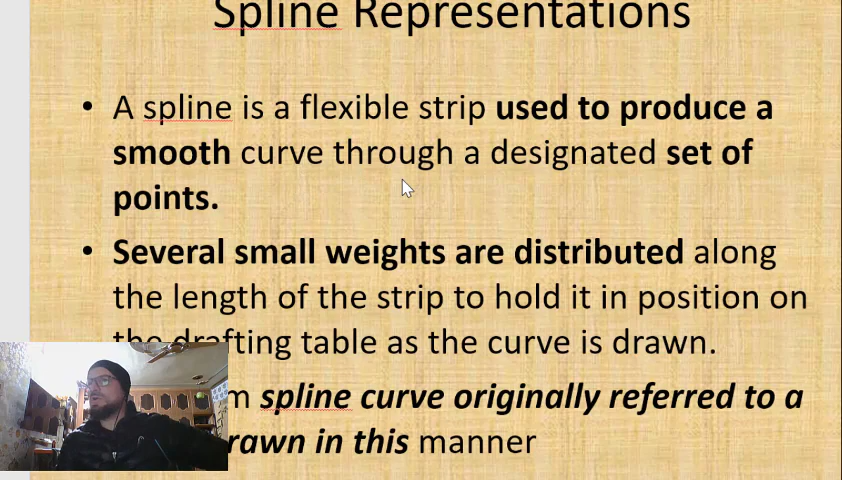 Spline Representations
• A spline is a flexible strip used to produce a
smooth curve through a designated set of
points.
• Several small weights are distributed along
the length of the strip to hold it in position on
the drafting table as the curve is drawn.
spline curve originally referred to a
in this manner